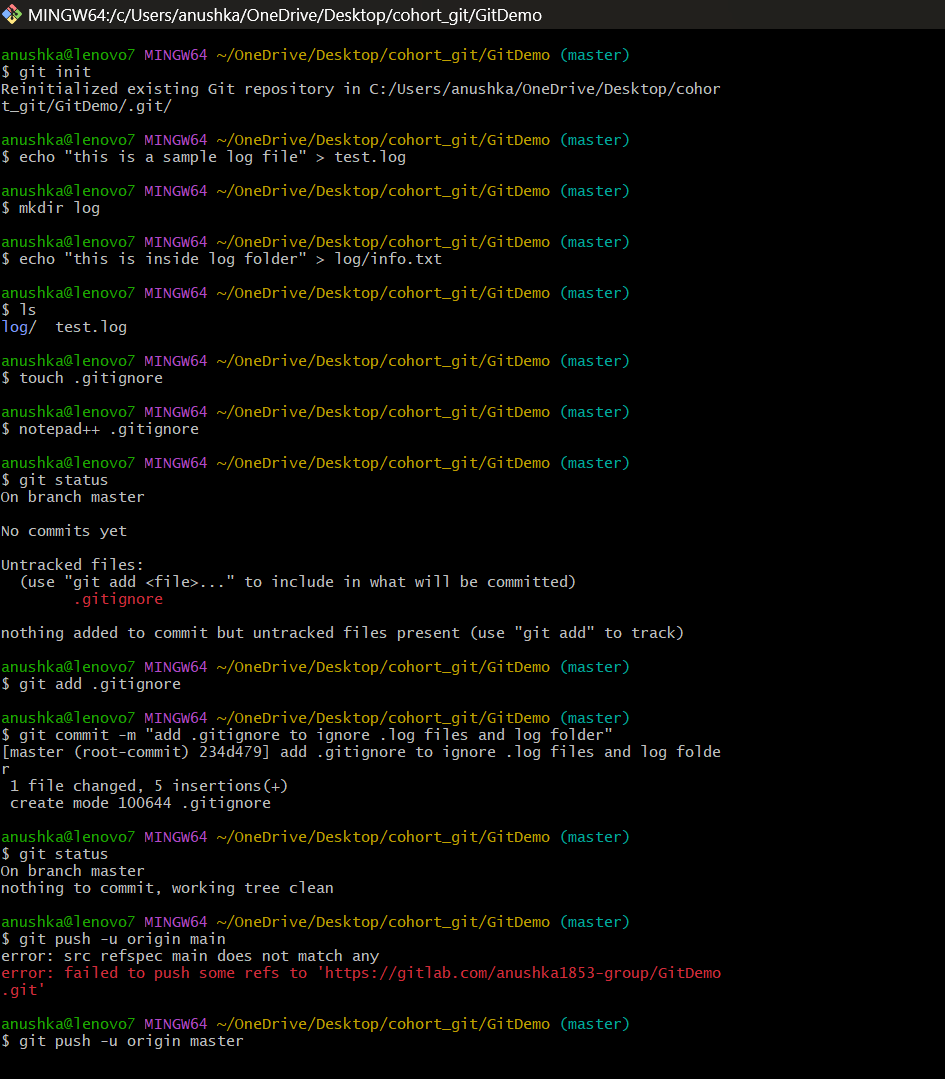 MINGW64:/c/Users/anushka/OneDrive/Desktop/cohort_git/GitDemo
anushka@lenovo7 MINGW64 ~/OneDrive/Desktop/cohort_git/GitDemo (master)
$ git init
Reinitialized existing Git repository in C:/Users/anushka/OneDrive/Desktop/cohor
t_git/GitDemo/.git/
anushka@lenovo7 MINGW64 ~/OneDrive/Desktop/cohort_git/GitDemo (master)
$ echo "this is a sample log file" > test.log
anushka@lenovo7 MINGW64 ~/OneDrive/Desktop/cohort_git/GitDemo (master)
$ mkdir log
anushka@lenovo7 MINGW64 ~/OneDrive/Desktop/cohort_git/GitDemo (master)
$ echo "this is inside log folder" > log/info.txt
anushka@lenovo7 MINGW64 ~/OneDrive/Desktop/cohort_git/GitDemo (master)
$ ls
log/  test.log
anushka@lenovo7 MINGW64 ~/OneDrive/Desktop/cohort_git/GitDemo (master)
$ touch .gitignore
anushka@lenovo7 MINGW64 ~/OneDrive/Desktop/cohort_git/GitDemo (master)
$ notepad++ .gitignore
anushka@lenovo7 MINGW64 ~/OneDrive/Desktop/cohort_git/GitDemo (master)
$ git status
On branch master
No commits yet
Untracked files:
  (use "git add <file>..." to include in what will be committed)
        .gitignore
nothing added to commit but untracked files present (use "git add" to track)
anushka@lenovo7 MINGW64 ~/OneDrive/Desktop/cohort_git/GitDemo (master)
$ git add .gitignore
anushka@lenovo7 MINGW64 ~/OneDrive/Desktop/cohort_git/GitDemo (master)
$ git commit -m "add .gitignore to ignore .log files and log folder"
[master (root-commit) 234d479] add .gitignore to ignore .log files and log folde
r
 1 file changed, 5 insertions(+)
 create mode 100644 .gitignore
anushka@lenovo7 MINGW64 ~/OneDrive/Desktop/cohort_git/GitDemo (master)
$ git status
On branch master
nothing to commit, working tree clean
anushka@lenovo7 MINGW64 ~/OneDrive/Desktop/cohort_git/GitDemo (master)
$ git push -u origin main
error: src refspec main does not match any
error: failed to push some refs to 'https://gitlab.com/anushka1853-group/GitDemo
.git'
anushka@lenovo7 MINGW64 ~/OneDrive/Desktop/cohort_git/GitDemo (master)
$ git push -u origin master